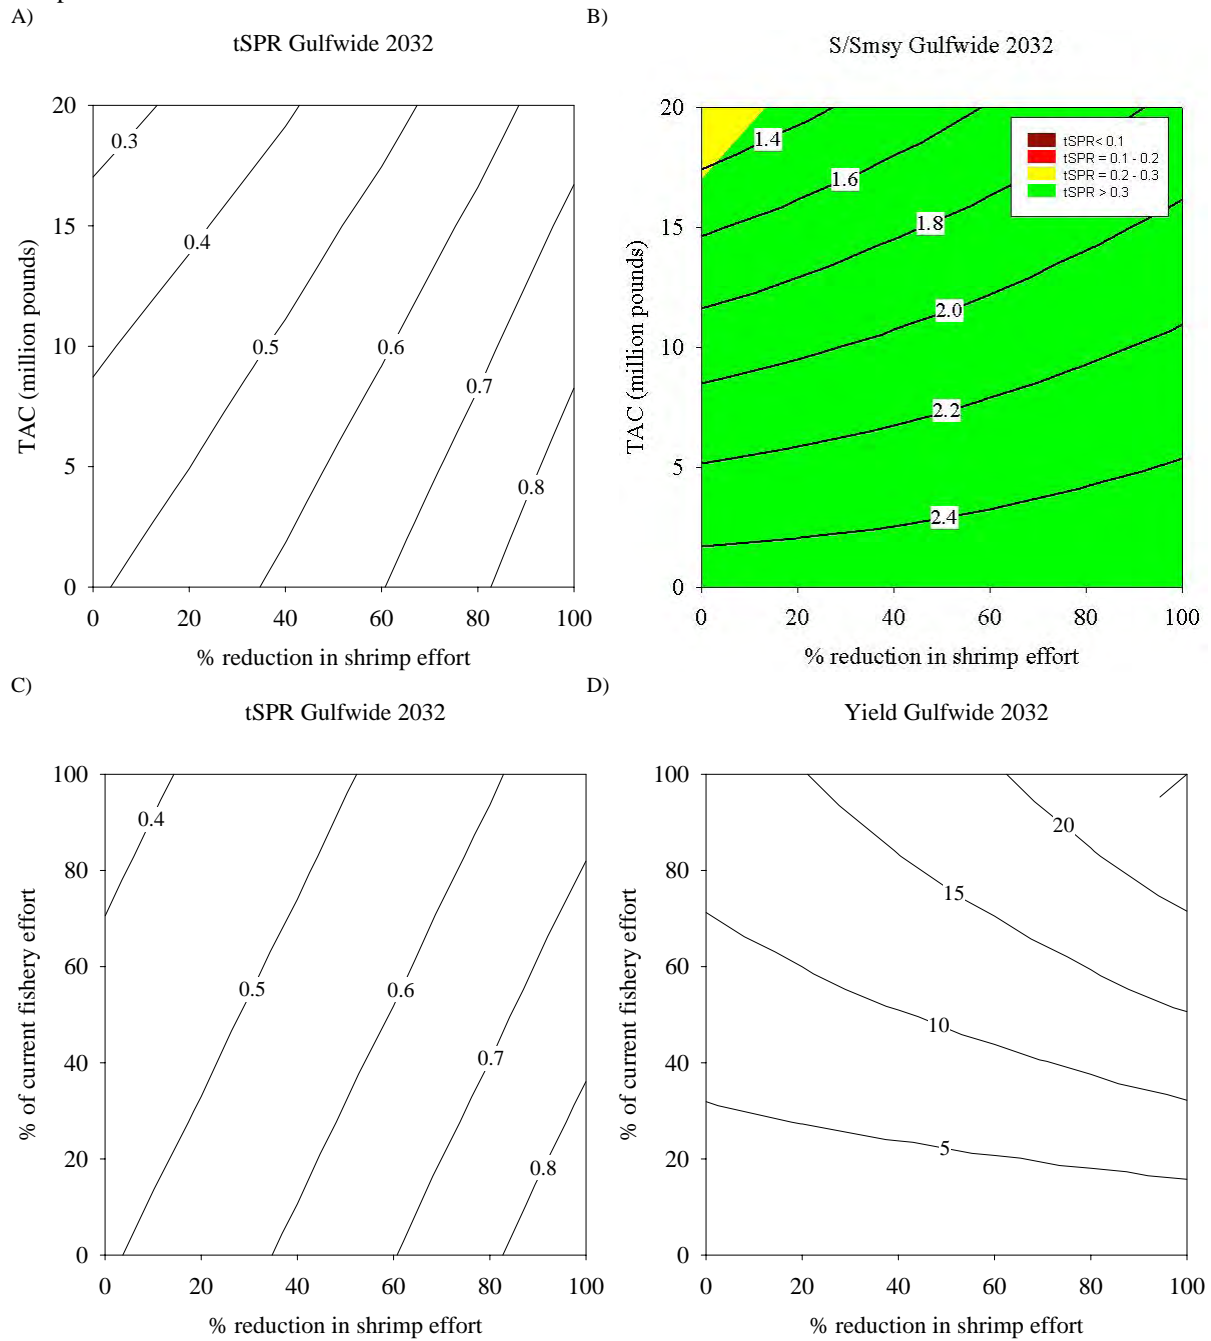 A)
tSPR Gulfwide 2032
20
15
10
5
0
TAC (million pounds)
0.3
0.4
0.5
0.6
0.7
0.8
0 20 40 60 80 100
% reduction in shrimp effort
B)
S/Smsy Gulfwide 2032
20
15
10
5
0
TAC (million pounds)
tSPR< 0.1
tSPR = 0.1 - 0.2
tSPR = 0.2 - 0.3
tSPR > 0.3
1.4
1.6
1.8
2.0
2.2
2.4
0 20 40 60 80 100
% reduction in shrimp effort
C)
tSPR Gulfwide 2032
100
80
60
40
20
0
% of current fishery effort
0.4
0.5
0.6
0.7
0.8
0 20 40 60 80 100
% reduction in shrimp effort
D)
Yield Gulfwide 2032
100
80
60
40
20
0
% of current fishery effort
20
15
10
5
0 20 40 60 80 100
% reduction in shrimp effort